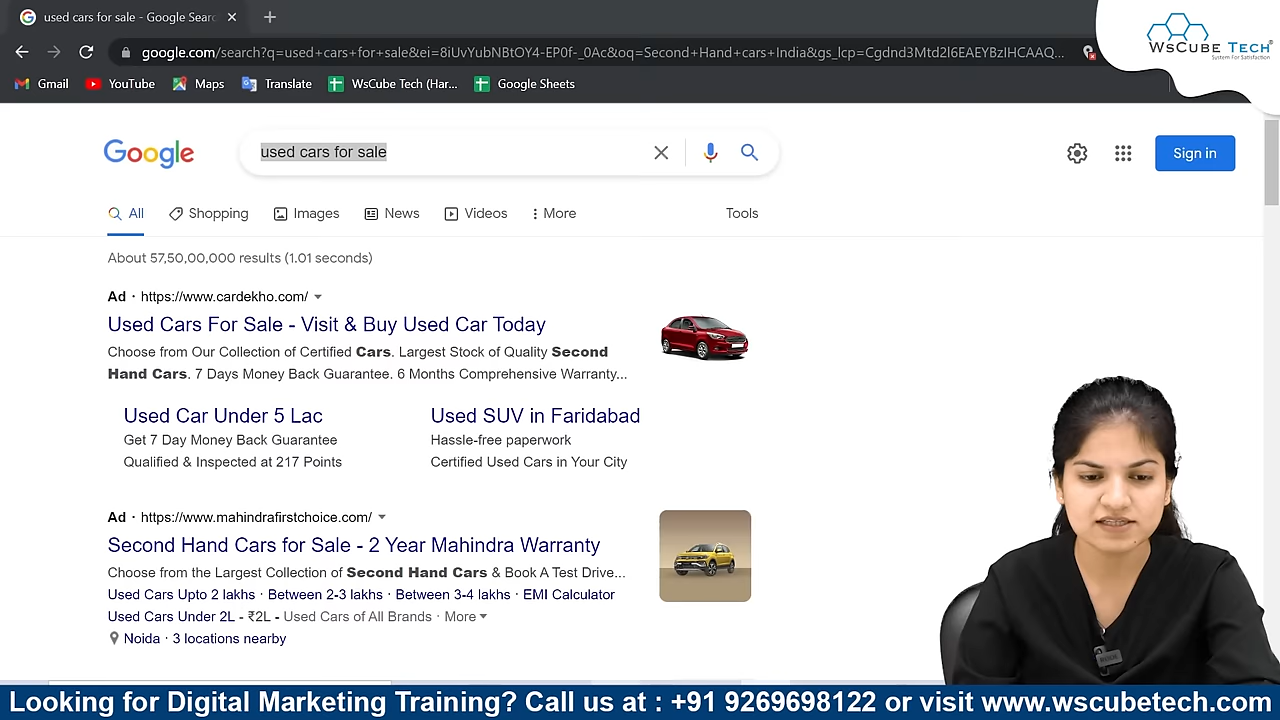 used cars for sale - Google Sear
WsCube Tech®
System For Satisfaction
google.com/search?q=used+cars+for+sale&ei=8iUvYobNBtOY4-EPof-_0Ac&oq=Second+Hand+cars+India&gs_lcp=Cgdnd3Mtd2l6EAEYBzIHCAAQ...
Gmail YouTube Maps Translate WsCube Tech (Har... Google Sheets
Google used cars for sale Sign in
All Shopping Images News Videos More Tools
About 57,50,00,000 results (1.01 seconds)
Ad · https://www.cardekho.com/
Used Cars For Sale - Visit & Buy Used Car Today
Choose from Our Collection of Certified Cars. Largest Stock of Quality Second
Hand Cars. 7 Days Money Back Guarantee. 6 Months Comprehensive Warranty...
Used Car Under 5 Lac Used SUV in Faridabad
Get 7 Day Money Back Guarantee Hassle-free paperwork
Qualified & Inspected at 217 Points Certified Used Cars in Your City
Ad · https://www.mahindrafirstchoice.com/
Second Hand Cars for Sale - 2 Year Mahindra Warranty
Choose from the Largest Collection of Second Hand Cars & Book A Test Drive...
Used Cars Upto 2 lakhs · Between 2-3 lakhs · Between 3-4 lakhs · EMI Calculator
Used Cars Under 2L - ₹2L - Used Cars of All Brands · More
Noida · 3 locations nearby
Looking for Digital Marketing Training? Call us at : +91 9269698122 or visit www.wscubetech.com